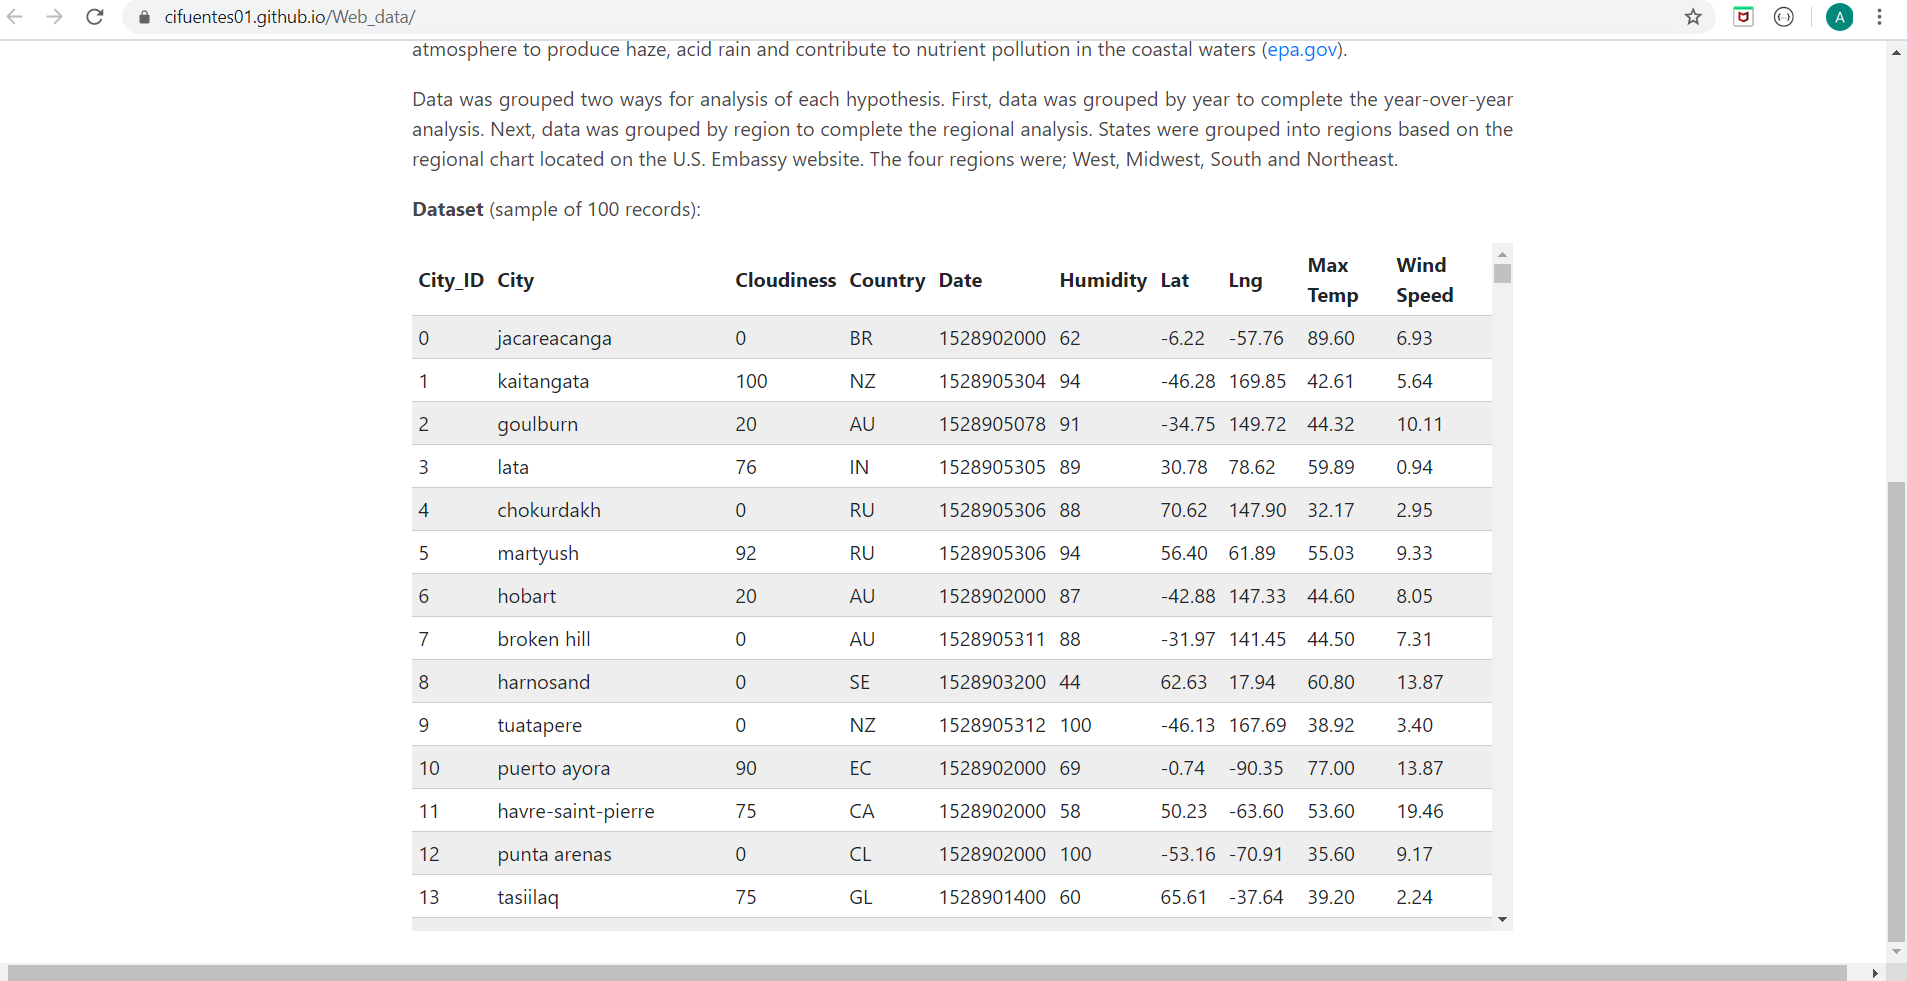 cifuentes01.github.io/Web_data/
A
atmosphere to produce haze, acid rain and contribute to nutrient pollution in the coastal waters (epa.gov).
Data was grouped two ways for analysis of each hypothesis. First, data was grouped by year to complete the year-over-year
analysis. Next, data was grouped by region to complete the regional analysis. States were grouped into regions based on the
regional chart located on the U.S. Embassy website. The four regions were; West, Midwest, South and Northeast.
Dataset (sample of 100 records):
City_ID City Cloudiness Country Date Humidity Lat Lng Max Temp Wind Speed
0 jacareacanga 0 BR 1528902000 62 -6.22 -57.76 89.60 6.93
1 kaitangata 100 NZ 1528905304 94 -46.28 169.85 42.61 5.64
2 goulburn 20 AU 1528905078 91 -34.75 149.72 44.32 10.11
3 lata 76 IN 1528905305 89 30.78 78.62 59.89 0.94
4 chokurdakh 0 RU 1528905306 88 70.62 147.90 32.17 2.95
5 martyush 92 RU 1528905306 94 56.40 61.89 55.03 9.33
6 hobart 20 AU 1528902000 87 -42.88 147.33 44.60 8.05
7 broken hill 0 AU 1528905311 88 -31.97 141.45 44.50 7.31
8 harnosand 0 SE 1528903200 44 62.63 17.94 60.80 13.87
9 tuatapere 0 NZ 1528905312 100 -46.13 167.69 38.92 3.40
10 puerto ayora 90 EC 1528902000 69 -0.74 -90.35 77.00 13.87
11 havre-saint-pierre 75 CA 1528902000 58 50.23 -63.60 53.60 19.46
12 punta arenas 0 CL 1528902000 100 -53.16 -70.91 35.60 9.17
13 tasiilaq 75 GL 1528901400 60 65.61 -37.64 39.20 2.24